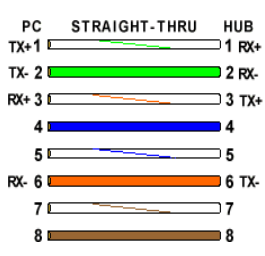 PC STRAIGHT-THRU HUB
TX+ 1 1 RX+
TX- 2 2 RX-
RX+ 3 3 TX+
4 4
5 5
RX- 6 6 TX-
7 7
8 8